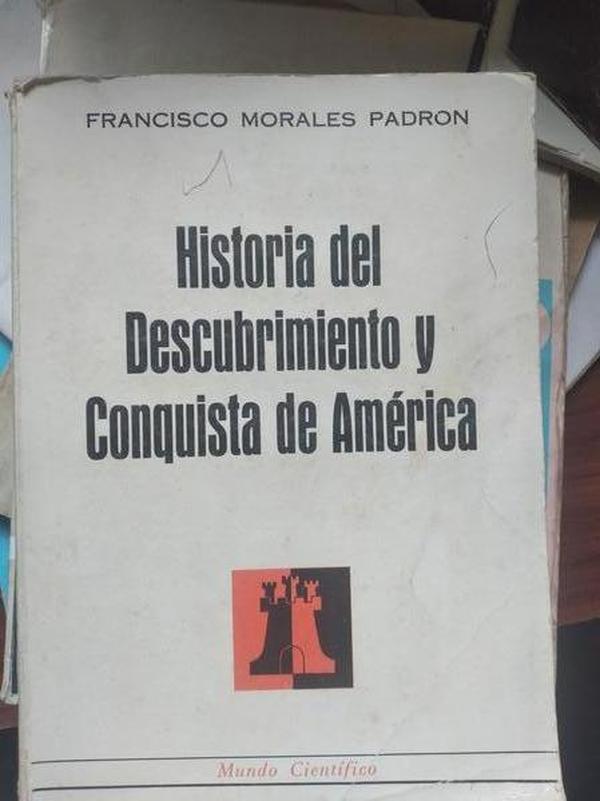 FRANCISCO MORALES PADRON
Historia del
Descubrimiento y
Conquista de América
Mundo Científico